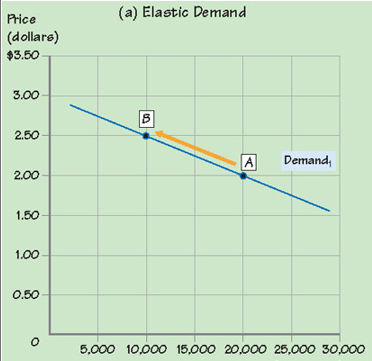 (a) Elastic Demand
Price
(dollars)
$3.50
3.00
2.50
2.00
1.50
1.00
0.50
0
B
A
Demand₁
5,000 10,000 15,000 20,000 25,000 30,000